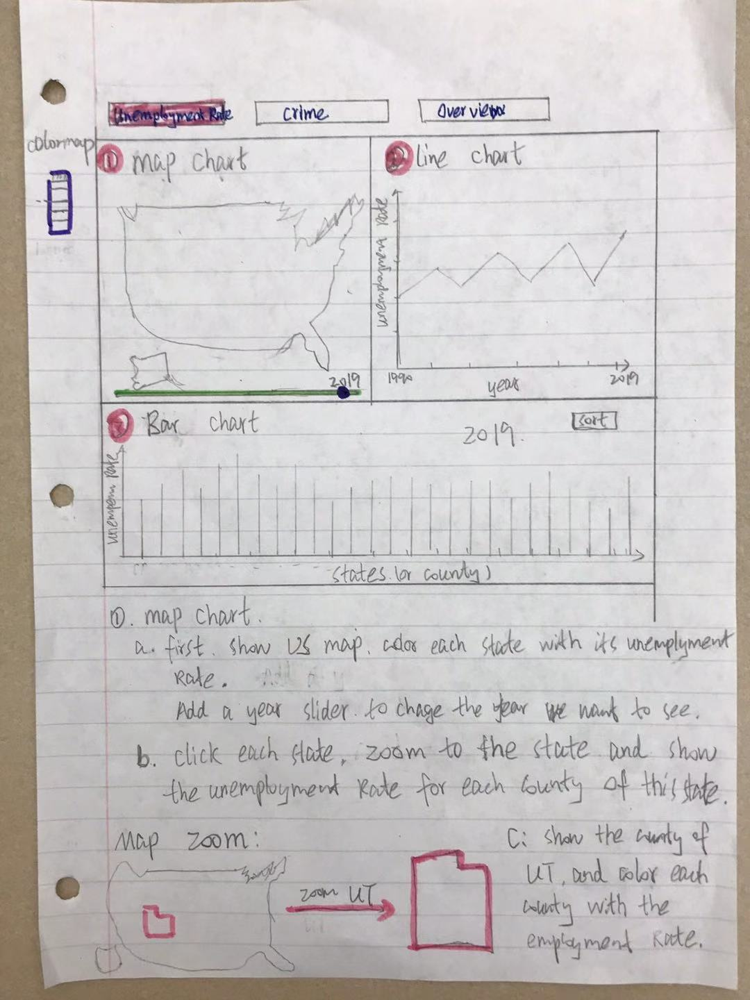 Unemployment Rate
Crime
Overview
colormap
① map chart
② line chart
unemployment Rate
2019
1990
2019
year
③ Bar chart
2019.
sort
unemploym Rate
states (or county)
①. map chart.
a. first. show US map. color each state with its unemplyment
Rate.
Add a year slider. to chage the year we want to see.
b. click each state, zoom to the state and show
the unemployment Rate for each county of this state.
Map zoom:
zoom UT
C: show the county of
UT, and color each
county with the
employment Rate.